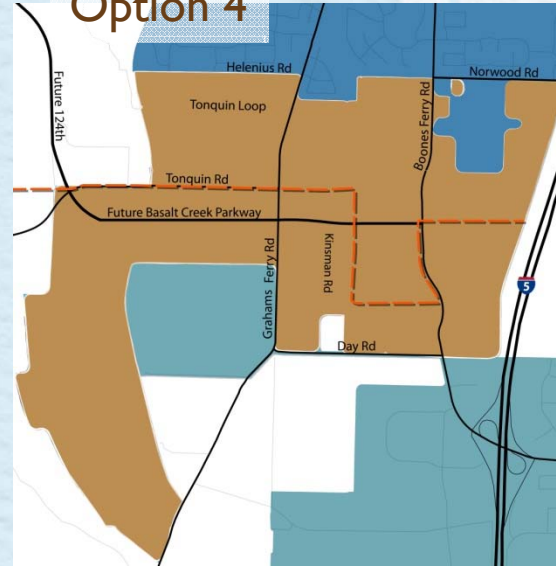 Option 4
Helenius Rd
Norwood Rd
Future 124th
Tonquin Loop
Boones Ferry Rd
Tonquin Rd
Future Basalt Creek Parkway
Grahams Ferry Rd
Kinsman Rd
5
Day Rd